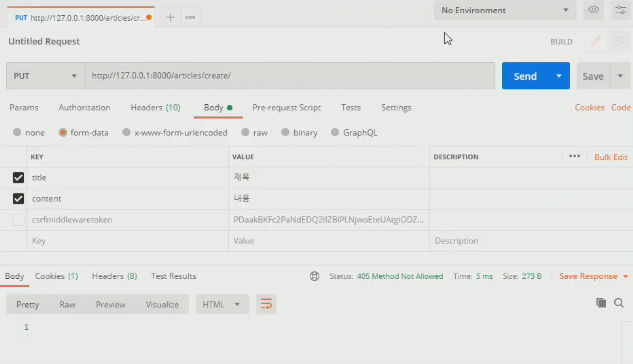 PUT http://127.0.0.1:8000/articles/cr... + ••• No Environment
Untitled Request BUILD
PUT http://127.0.0.1:8000/articles/create/ Send Save
Params Authorization Headers (10) Body Pre-request Script Tests Settings Cookies Code
none form-data x-www-form-urlencoded raw binary GraphQL
KEY VALUE DESCRIPTION ••• Bulk Edit
title 제목
content 내용
csrfmiddlewaretoken
Key Value Description
Body Cookies (1) Headers (8) Test Results Status: 405 Method Not Allowed Time: 5 ms Size: 273 B Save Response
Pretty Raw Preview Visualize HTML
1